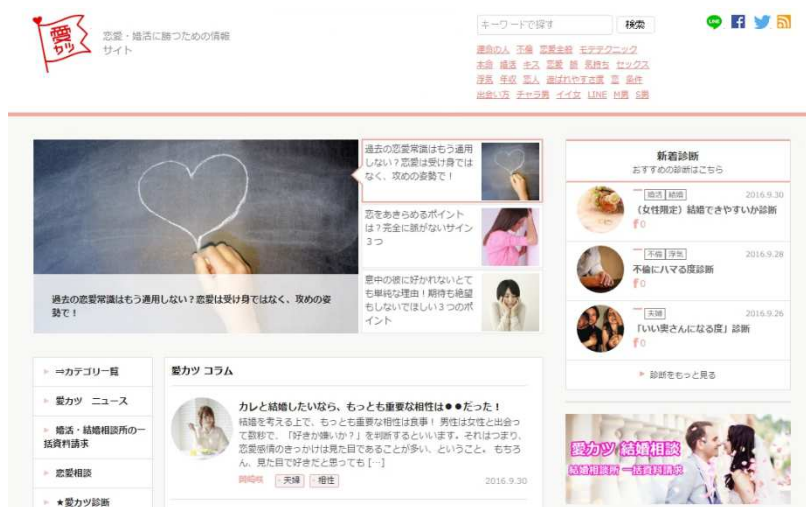 愛カツ
恋愛・婚活に勝つための情報
サイト
キーワードで探す
検索
運命の人 不倫 恋愛全般 モテテクニック
本命 婚活 キス 恋愛 脈 気持ち セックス
浮気 年収 恋人 選ばれやすさ度 恋 条件
出会い方 チャラ男 イイ女 LINE M男 S男
過去の恋愛常識はもう通用しない？恋愛は受け身ではなく、攻めの姿
勢で！
過去の恋愛常識はもう通用
しない？恋愛は受け身では
なく、攻めの姿勢で！
恋をあきらめるポイント
は？完全に脈がないサイン
３つ
意中の彼に好かれないとて
も単純な理由！期待も絶望
もしないでほしい３つのポ
イント
新着診断
おすすめの診断はこちら
婚活 結婚 2016.9.30
（女性限定）結婚できやすいか診断
f0
不倫 浮気 2016.9.28
不倫にハマる度診断
f0
夫婦 2016.9.26
「いい奥さんになる度」診断
f0
診断をもっと見る
⇒カテゴリ一覧
愛カツ ニュース
婚活・結婚相談所の一
括資料請求
恋愛相談
★愛カツ診断
愛カツ コラム
カレと結婚したいなら、もっとも重要な相性は●●だった！
結婚を考える上で、もっとも重要な相性は食事！ 男性は女性と出会っ
て数秒で、「好きか嫌いか？」を判断するといいます。それはつまり、
恋愛感情のきっかけは見た目であることが多い、ということ。 もちろ
ん、見た目で好きだと思っても […]
夫婦 相性 2016.9.30
愛カツ 結婚相談
結婚相談所 一括資料請求